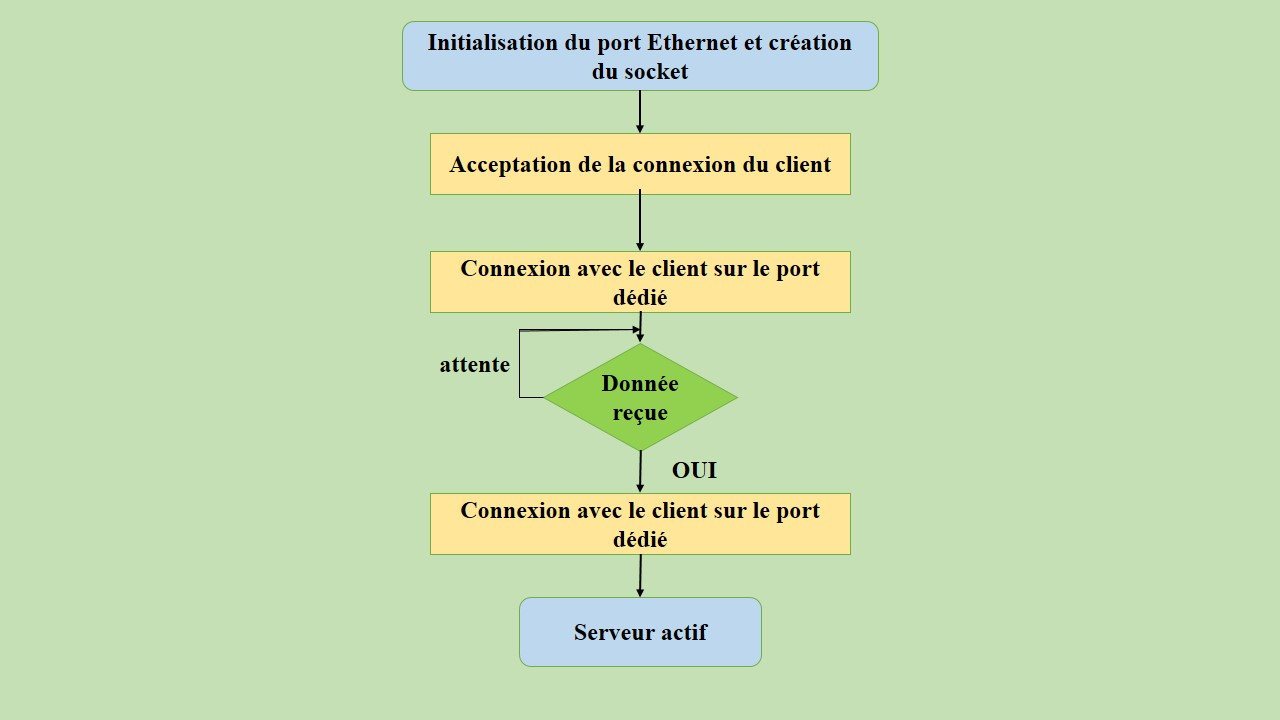 Initialisation du port Ethernet et création
du socket
Acceptation de la connexion du client
Connexion avec le client sur le port
dédié
attente
Donnée
reçue
OUI
Connexion avec le client sur le port
dédié
Serveur actif